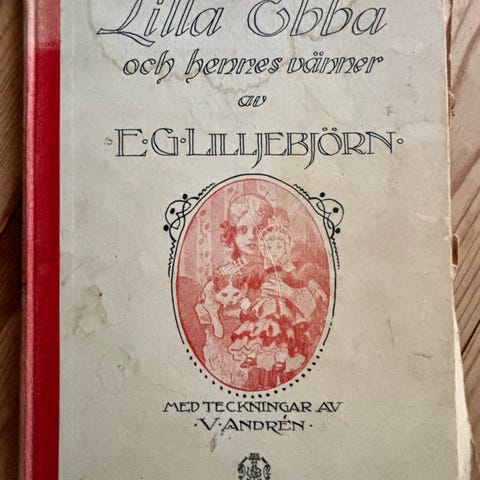 Lilla Ebba
och hennes vänner
av
E·G·LILLJEBJÖRN·
MED TECKNINGAR AV
·V·ANDRÉN·